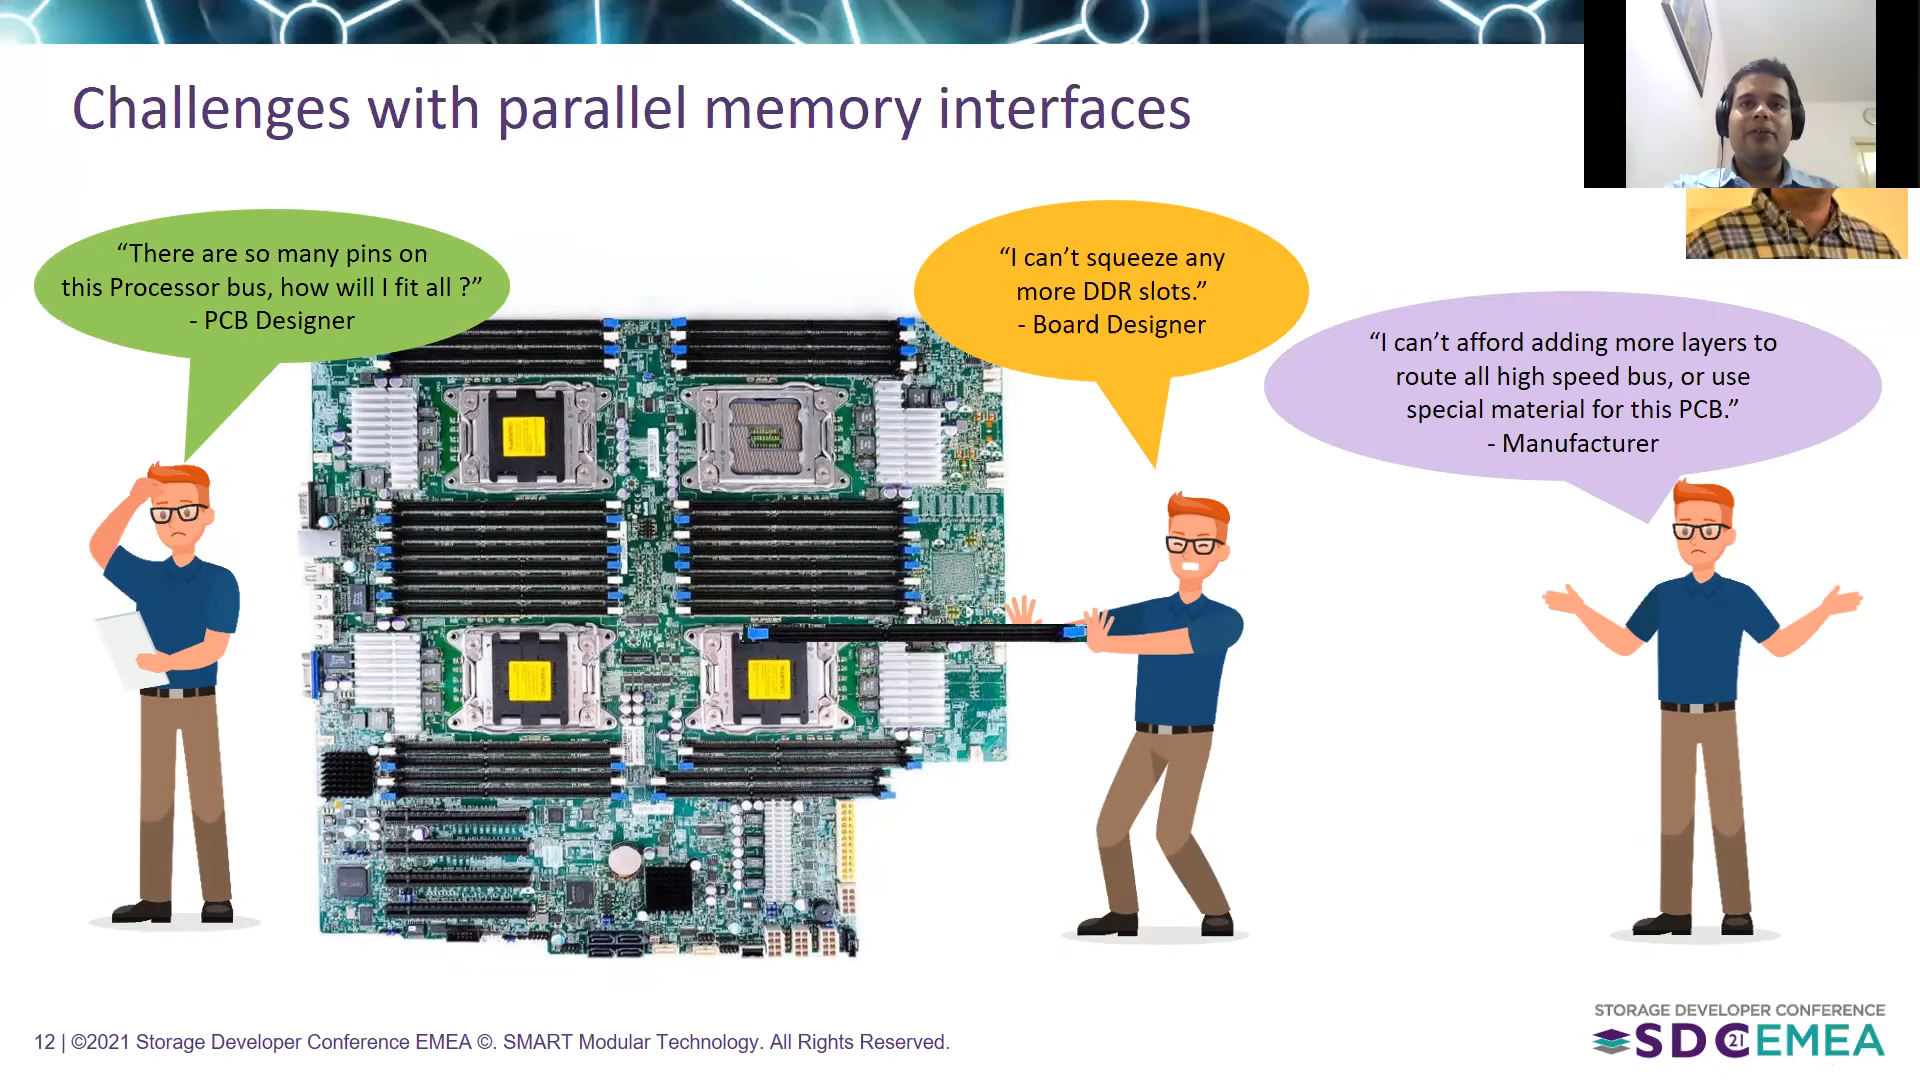 Challenges with parallel memory interfaces
“There are so many pins on
this Processor bus, how will I fit all ?”
- PCB Designer
“I can’t squeeze any
more DDR slots.”
- Board Designer
“I can’t afford adding more layers to
route all high speed bus, or use
special material for this PCB.”
- Manufacturer
12 | ©2021 Storage Developer Conference EMEA ©. SMART Modular Technology. All Rights Reserved.
STORAGE DEVELOPER CONFERENCE
SDC21EMEA